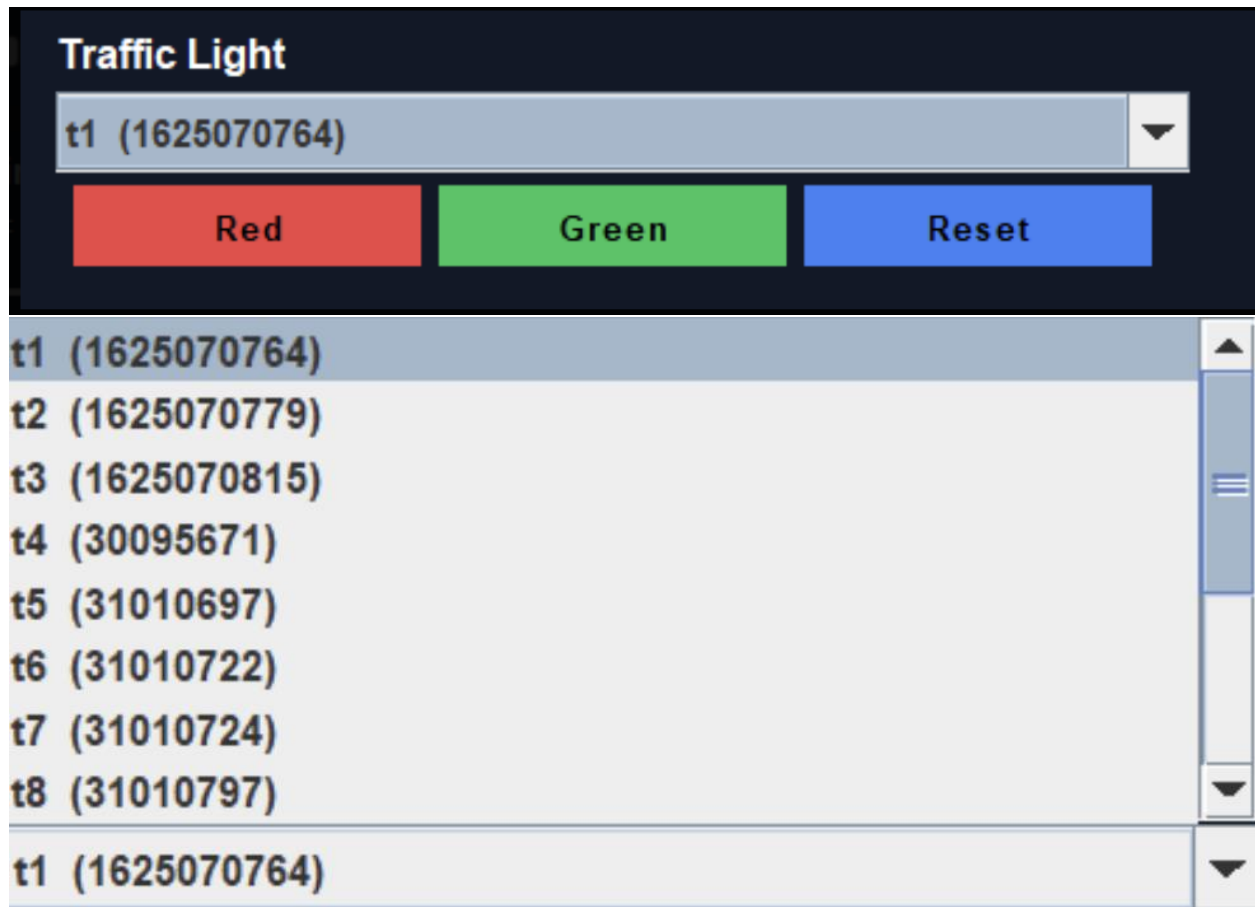 Traffic Light
t1 (1625070764)
Red Green Reset
t1 (1625070764)
t2 (1625070779)
t3 (1625070815)
t4 (30095671)
t5 (31010697)
t6 (31010722)
t7 (31010724)
t8 (31010797)
t1 (1625070764)